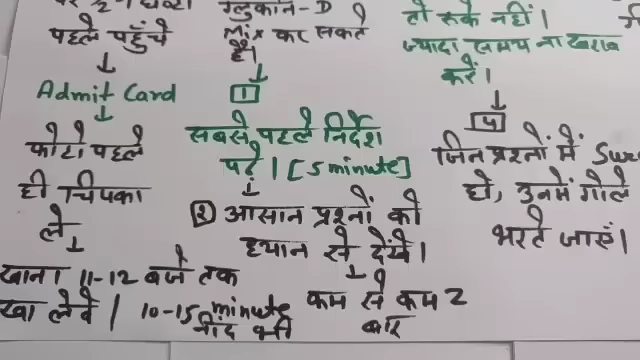 पहले पहुँचे
Admit Card
फोटो पहले
ही चिपका
ले
खाना 11-12 बजे तक
खा लेवे / 10-15 minute
नींद भी
ग्लुकोन-D
Mix कर सकते
है।
1
सबसे पहले निर्देश
पढे। [5 minute]
2 आसान प्रश्नों को
ध्यान से देखें।
कम से कम 2
बार
तो रुके नहीं।
ज्यादा समय ना खराब
करें।
जिन प्रश्नों में Sure
हो, उनमें गोले
भरते जाएं।